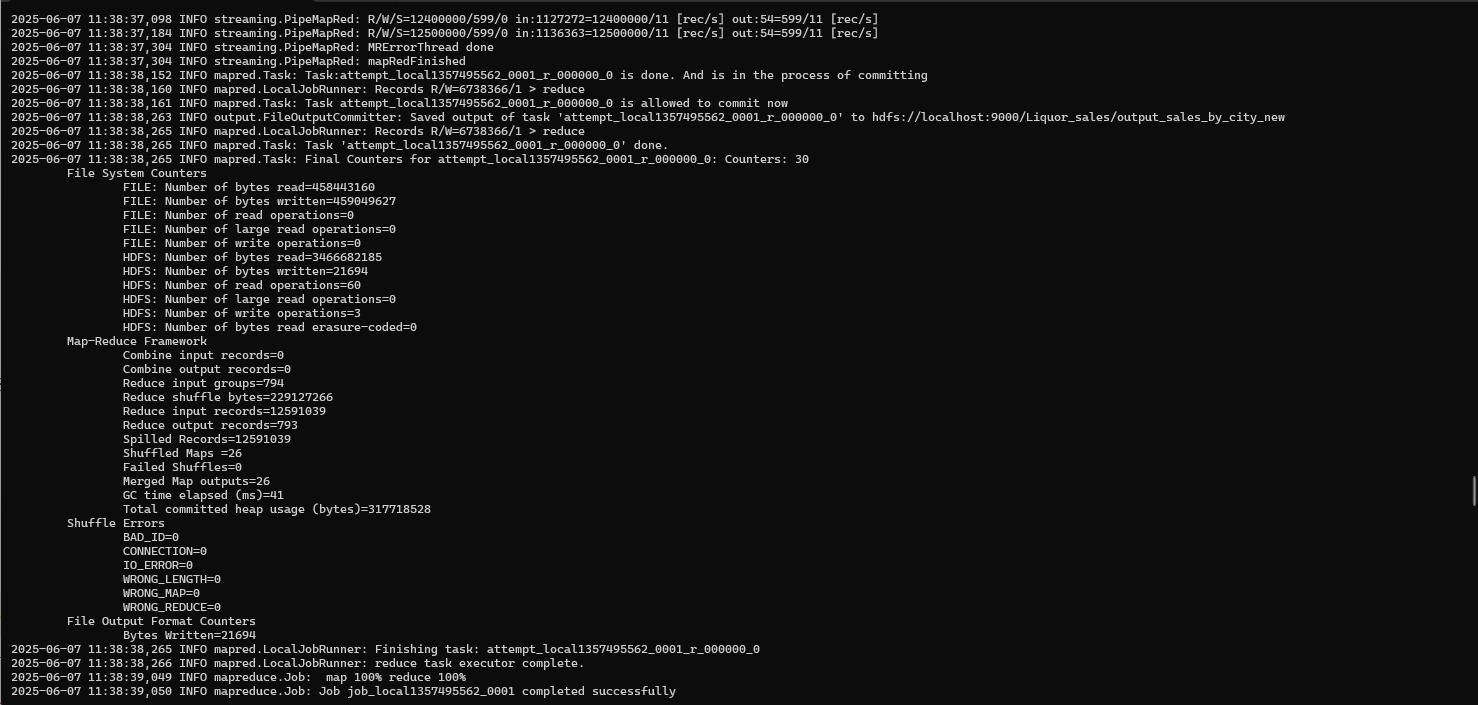 2025-06-07 11:38:37,098 INFO streaming.PipeMapRed: R/W/S=12400000/599/0 in:1127272=12400000/11 [rec/s] out:54=599/11 [rec/s]
2025-06-07 11:38:37,184 INFO streaming.PipeMapRed: R/W/S=12500000/599/0 in:1136363=12500000/11 [rec/s] out:54=599/11 [rec/s]
2025-06-07 11:38:37,304 INFO streaming.PipeMapRed: MRErrorThread done
2025-06-07 11:38:37,304 INFO streaming.PipeMapRed: mapRedFinished
2025-06-07 11:38:38,152 INFO mapred.Task: Task:attempt_local1357495562_0001_r_000000_0 is done. And is in the process of committing
2025-06-07 11:38:38,160 INFO mapred.LocalJobRunner: Records R/W=6738366/1 > reduce
2025-06-07 11:38:38,161 INFO mapred.Task: Task attempt_local1357495562_0001_r_000000_0 is allowed to commit now
2025-06-07 11:38:38,263 INFO output.FileOutputCommitter: Saved output of task 'attempt_local1357495562_0001_r_000000_0' to hdfs://localhost:9000/Liquor_sales/output_sales_by_city_new
2025-06-07 11:38:38,265 INFO mapred.LocalJobRunner: Records R/W=6738366/1 > reduce
2025-06-07 11:38:38,265 INFO mapred.Task: Task 'attempt_local1357495562_0001_r_000000_0' done.
2025-06-07 11:38:38,265 INFO mapred.Task: Final Counters for attempt_local1357495562_0001_r_000000_0: Counters: 30
File System Counters
FILE: Number of bytes read=458443160
FILE: Number of bytes written=459049627
FILE: Number of read operations=0
FILE: Number of large read operations=0
FILE: Number of write operations=0
HDFS: Number of bytes read=3466682185
HDFS: Number of bytes written=21694
HDFS: Number of read operations=60
HDFS: Number of large read operations=0
HDFS: Number of write operations=3
HDFS: Number of bytes read erasure-coded=0
Map-Reduce Framework
Combine input records=0
Combine output records=0
Reduce input groups=794
Reduce shuffle bytes=229127266
Reduce input records=12591039
Reduce output records=793
Spilled Records=12591039
Shuffled Maps =26
Failed Shuffles=0
Merged Map outputs=26
GC time elapsed (ms)=41
Total committed heap usage (bytes)=317718528
Shuffle Errors
BAD_ID=0
CONNECTION=0
IO_ERROR=0
WRONG_LENGTH=0
WRONG_MAP=0
WRONG_REDUCE=0
File Output Format Counters
Bytes Written=21694
2025-06-07 11:38:38,265 INFO mapred.LocalJobRunner: Finishing task: attempt_local1357495562_0001_r_000000_0
2025-06-07 11:38:38,266 INFO mapred.LocalJobRunner: reduce task executor complete.
2025-06-07 11:38:39,049 INFO mapreduce.Job:  map 100% reduce 100%
2025-06-07 11:38:39,050 INFO mapreduce.Job: Job job_local1357495562_0001 completed successfully